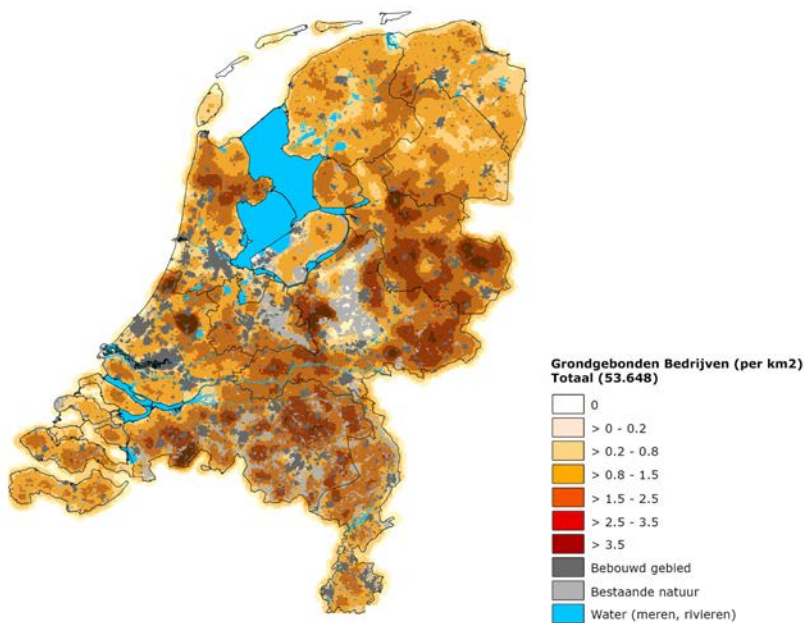 Grondgebonden Bedrijven (per km2)
Totaal (53.648)
0
> 0 - 0.2
> 0.2 - 0.8
> 0.8 - 1.5
> 1.5 - 2.5
> 2.5 - 3.5
> 3.5
Bebouwd gebied
Bestaande natuur
Water (meren, rivieren)